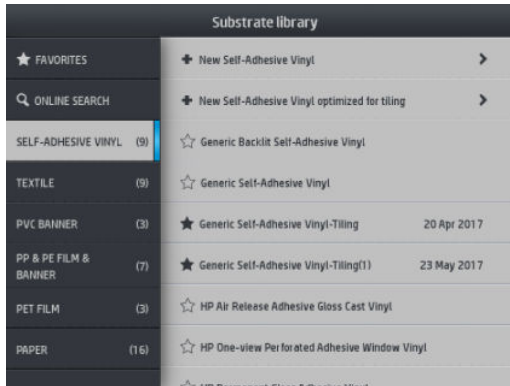 Substrate library
FAVORITES
ONLINE SEARCH
SELF-ADHESIVE VINYL (9)
TEXTILE (9)
PVC BANNER (3)
PP & PE FILM &
BANNER (7)
PET FILM (3)
PAPER (16)
New Self-Adhesive Vinyl
New Self-Adhesive Vinyl optimized for tiling
Generic Backlit Self-Adhesive Vinyl
Generic Self-Adhesive Vinyl
Generic Self-Adhesive Vinyl-Tiling 20 Apr 2017
Generic Self-Adhesive Vinyl-Tiling(1) 23 May 2017
HP Air Release Adhesive Gloss Cast Vinyl
HP One-view Perforated Adhesive Window Vinyl